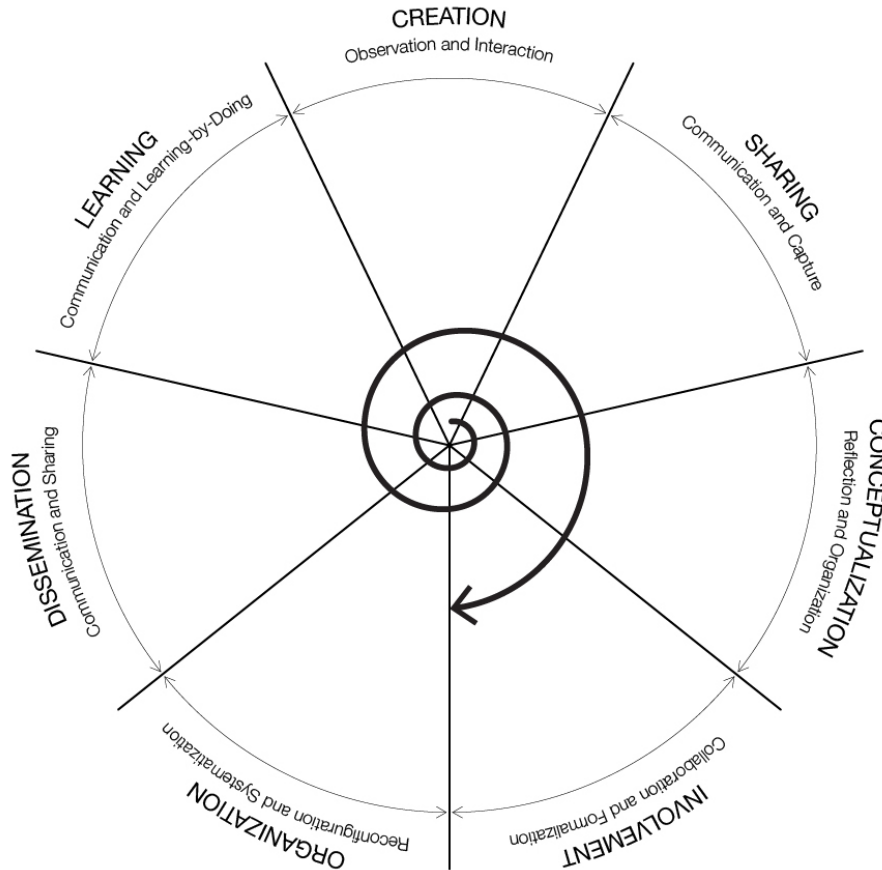 CREATION
Observation and Interaction
SHARING
Communication and Capture
CONCEPTUALIZATION
Reflection and Organization
INVOLVEMENT
Collaboration and Formalization
ORGANIZATION
Reconfiguration and Systematization
DISSEMINATION
Communication and Sharing
LEARNING
Communication and Learning-by-Doing